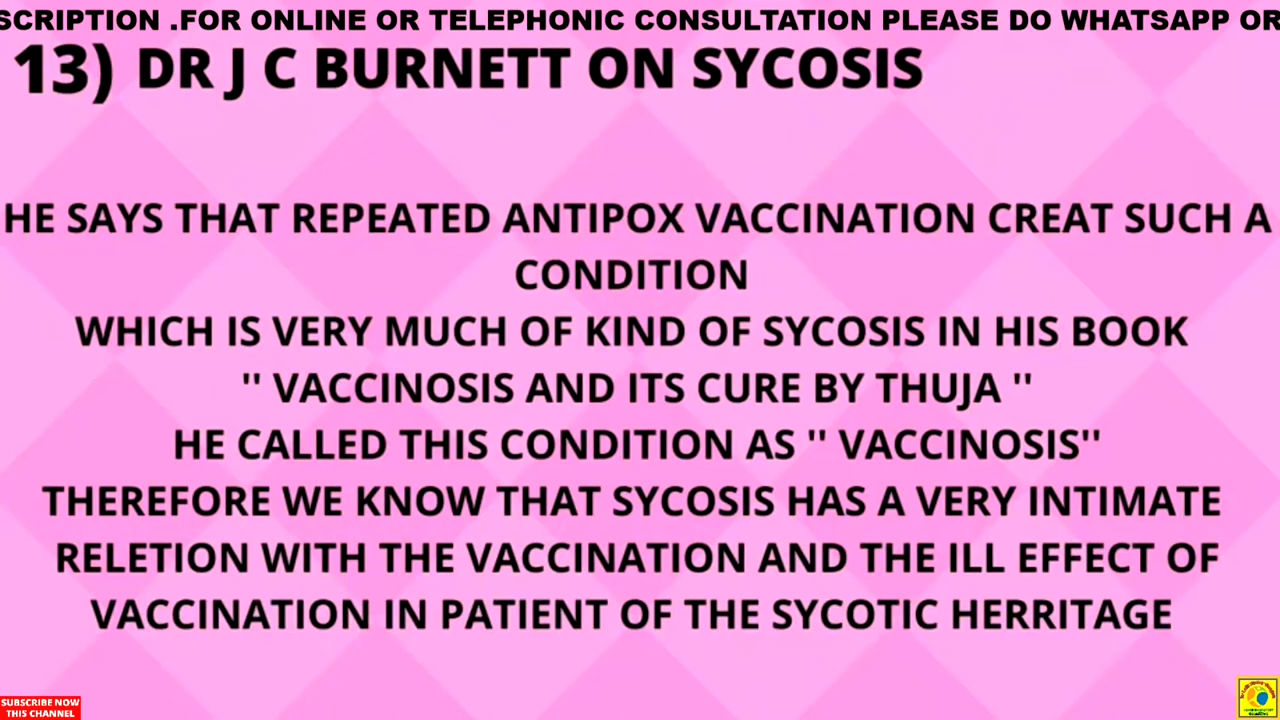 SCRIPTION .FOR ONLINE OR TELEPHONIC CONSULTATION PLEASE DO WHATSAPP OR
13) DR J C BURNETT ON SYCOSIS
HE SAYS THAT REPEATED ANTIPOX VACCINATION CREAT SUCH A
CONDITION
WHICH IS VERY MUCH OF KIND OF SYCOSIS IN HIS BOOK
'' VACCINOSIS AND ITS CURE BY THUJA ''
HE CALLED THIS CONDITION AS '' VACCINOSIS''
THEREFORE WE KNOW THAT SYCOSIS HAS A VERY INTIMATE
RELETION WITH THE VACCINATION AND THE ILL EFFECT OF
VACCINATION IN PATIENT OF THE SYCOTIC HERRITAGE
SUBSCRIBE NOW
THIS CHANNEL